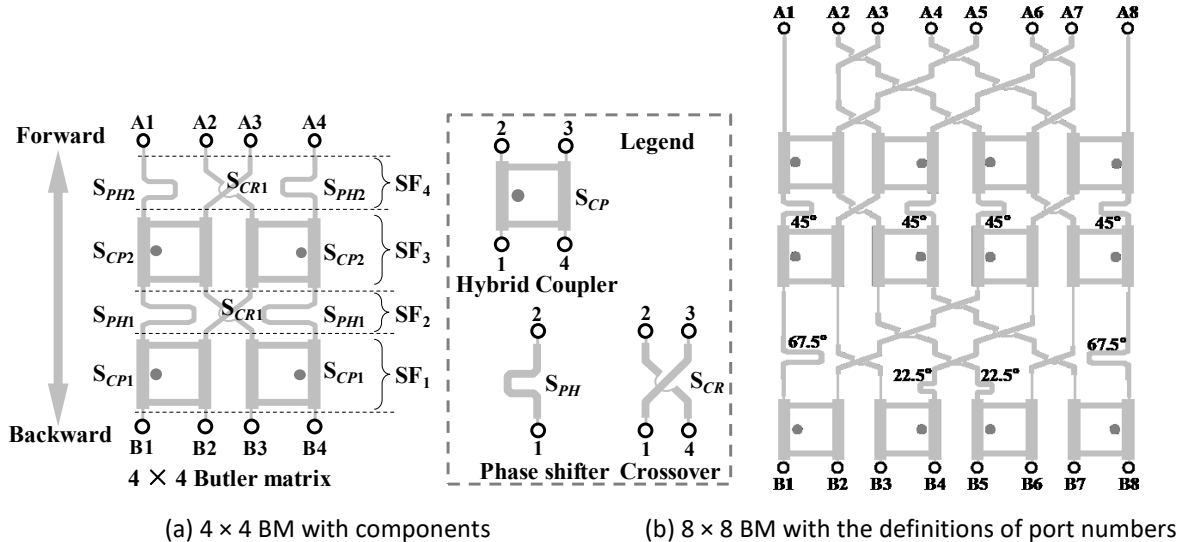 A1 A2 A3 A4 A5 A6 A7 A8
A1 A2 A3 A4
Forward
S_PH2 S_CR1 S_PH2 SF4
S_CP2 S_CP2 SF3
S_PH1 S_CR1 S_PH1 SF2
S_CP1 S_CP1 SF1
Backward
B1 B2 B3 B4
4 × 4 Butler matrix
Legend
2 3
S_CP
1 4
Hybrid Coupler
2 2 3
S_PH S_CR
1 1 4
Phase shifter Crossover
45° 45° 45° 45°
67.5° 67.5°
22.5° 22.5°
B1 B2 B3 B4 B5 B6 B7 B8
(a) 4 × 4 BM with components
(b) 8 × 8 BM with the definitions of port numbers